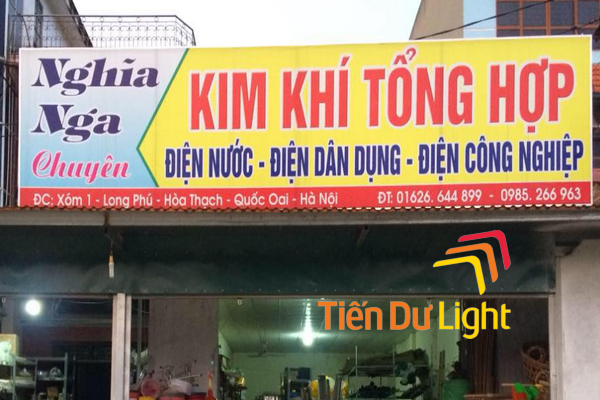 Nghĩa
Nga
Chuyên
KIM KHÍ TỔNG HỢP
ĐIỆN NƯỚC - ĐIỆN DÂN DỤNG - ĐIỆN CÔNG NGHIỆP
ĐC: Xóm 1 - Long Phú - Hòa Thạch - Quốc Oai - Hà Nội ĐT: 01626. 644 899 - 0985. 266 963
Tiến Dư Light